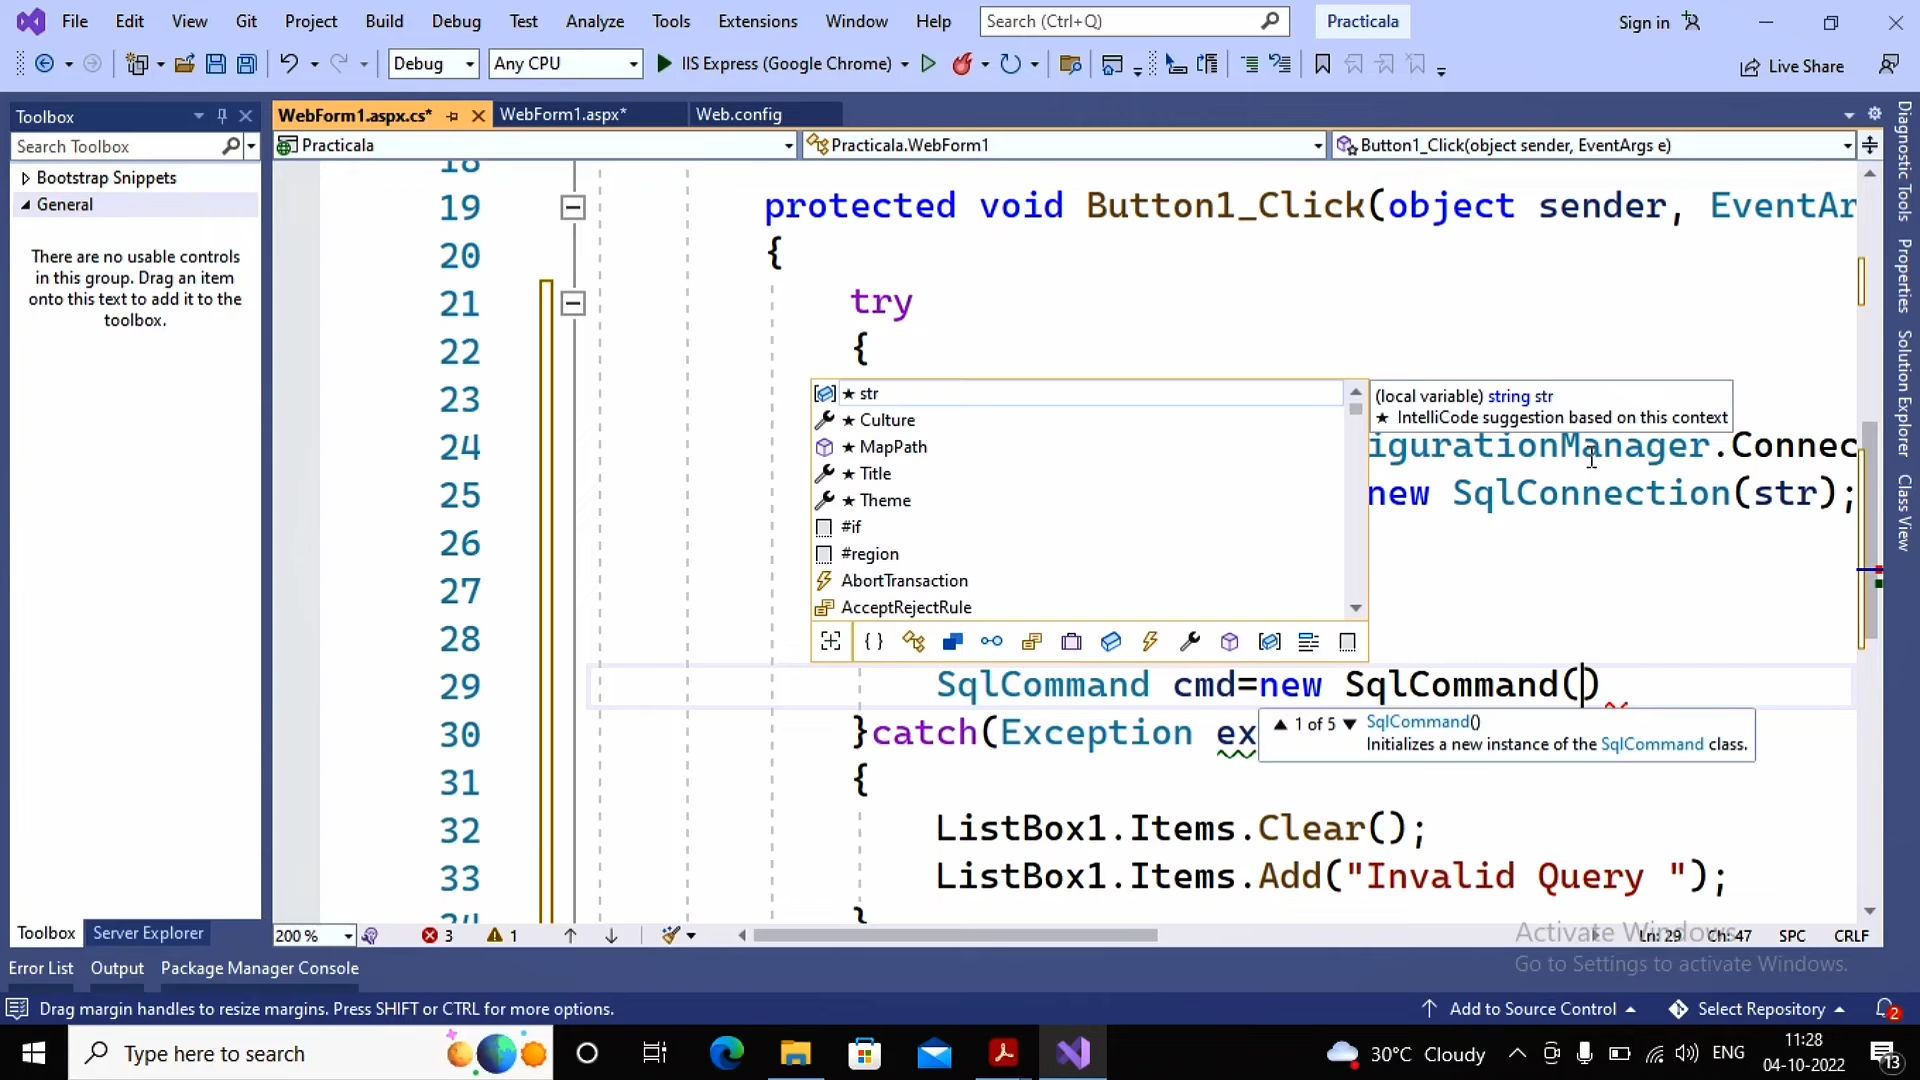 File Edit View Git Project Build Debug Test Analyze Tools Extensions Window Help Search (Ctrl+Q) Practicala Sign in
Debug Any CPU IIS Express (Google Chrome) Live Share
Toolbox
Search Toolbox
Bootstrap Snippets
General
There are no usable controls
in this group. Drag an item
onto this text to add it to the
toolbox.
Toolbox Server Explorer
WebForm1.aspx.cs* WebForm1.aspx* Web.config
Practicala Practicala.WebForm1 Button1_Click(object sender, EventArgs e)
18
19 protected void Button1_Click(object sender, EventAr
20 {
21 try
22 {
23
24 igurationManager.Connec
25 new SqlConnection(str);
26
27
28
29 SqlCommand cmd=new SqlCommand()
30 }catch(Exception ex
31 {
32 ListBox1.Items.Clear();
33 ListBox1.Items.Add("Invalid Query ");
34 }
★ str
★ Culture
★ MapPath
★ Title
★ Theme
#if
#region
AbortTransaction
AcceptRejectRule
(local variable) string str
★ IntelliCode suggestion based on this context
▲ 1 of 5 ▼ SqlCommand()
Initializes a new instance of the SqlCommand class.
200 % 3 1 Ln: 29 Ch: 47 SPC CRLF
Activate Windows
Go to Settings to activate Windows.
Diagnostic Tools
Properties
Solution Explorer
Class View
Error List Output Package Manager Console
Drag margin handles to resize margins. Press SHIFT or CTRL for more options. Add to Source Control Select Repository 2
Type here to search 30°C Cloudy ENG 11:28
04-10-2022 13